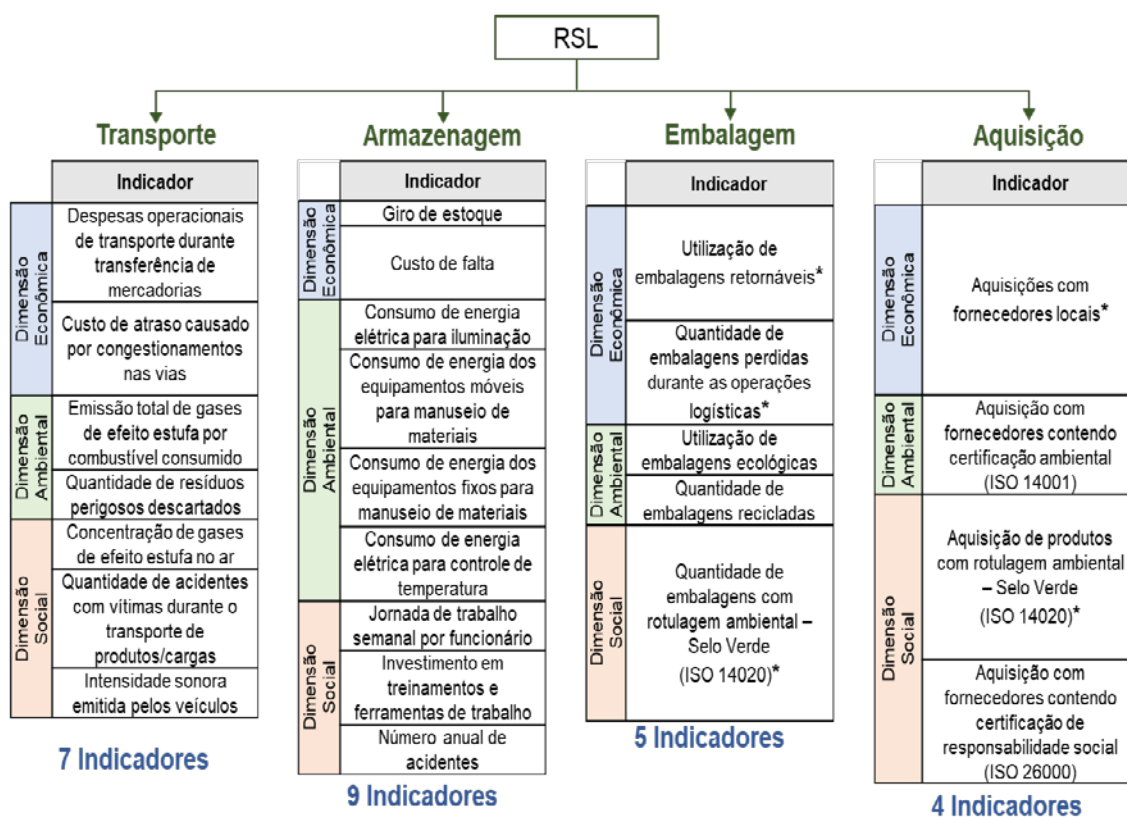 RSL
Transporte
Indicador
Dimensão
Econômica
Despesas operacionais
de transporte durante
transferência de
mercadorias
Custo de atraso causado
por congestionamentos
nas vias
Dimensão
Ambiental
Emissão total de gases
de efeito estufa por
combustível consumido
Quantidade de resíduos
perigosos descartados
Dimensão
Social
Concentração de gases
de efeito estufa no ar
Quantidade de acidentes
com vítimas durante o
transporte de
produtos/cargas
Intensidade sonora
emitida pelos veículos
7 Indicadores
Armazenagem
Indicador
Dimensão
Econômica
Giro de estoque
Custo de falta
Dimensão
Ambiental
Consumo de energia
elétrica para iluminação
Consumo de energia dos
equipamentos móveis
para manuseio de
materiais
Consumo de energia dos
equipamentos fixos para
manuseio de materiais
Consumo de energia
elétrica para controle de
temperatura
Dimensão
Social
Jornada de trabalho
semanal por funcionário
Investimento em
treinamentos e
ferramentas de trabalho
Número anual de
acidentes
9 Indicadores
Embalagem
Indicador
Dimensão
Econômica
Utilização de
embalagens retornáveis*
Quantidade de
embalagens perdidas
durante as operações
logísticas*
Dimensão
Ambiental
Utilização de
embalagens ecológicas
Quantidade de
embalagens recicladas
Dimensão
Social
Quantidade de
embalagens com
rotulagem ambiental –
Selo Verde
(ISO 14020)*
5 Indicadores
Aquisição
Indicador
Dimensão
Econômica
Aquisições com
fornecedores locais*
Dimensão
Ambiental
Aquisição com
fornecedores contendo
certificação ambiental
(ISO 14001)
Dimensão
Social
Aquisição de produtos
com rotulagem ambiental
– Selo Verde
(ISO 14020)*
Aquisição com
fornecedores contendo
certificação de
responsabilidade social
(ISO 26000)
4 Indicadores